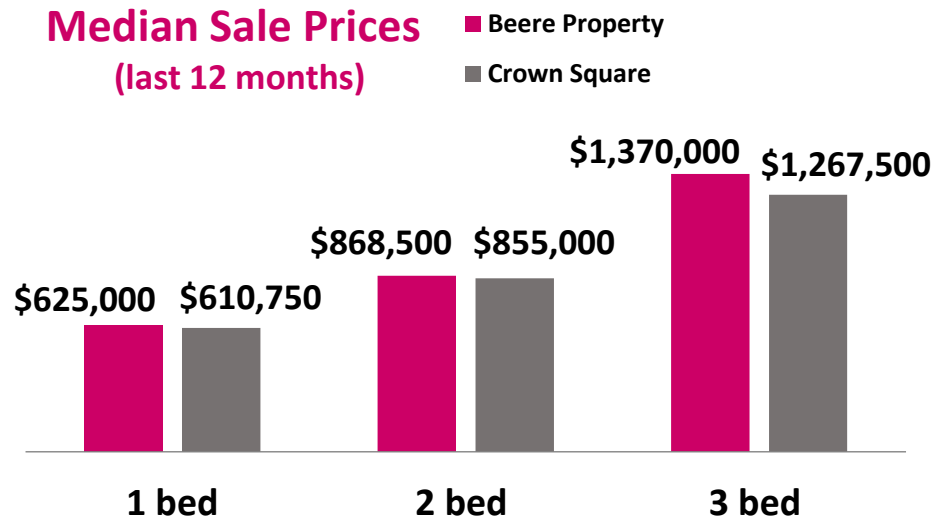 Median Sale Prices
(last 12 months)
Beere Property
Crown Square
$1,370,000
$1,267,500
$868,500
$855,000
$625,000
$610,750
1 bed
2 bed
3 bed